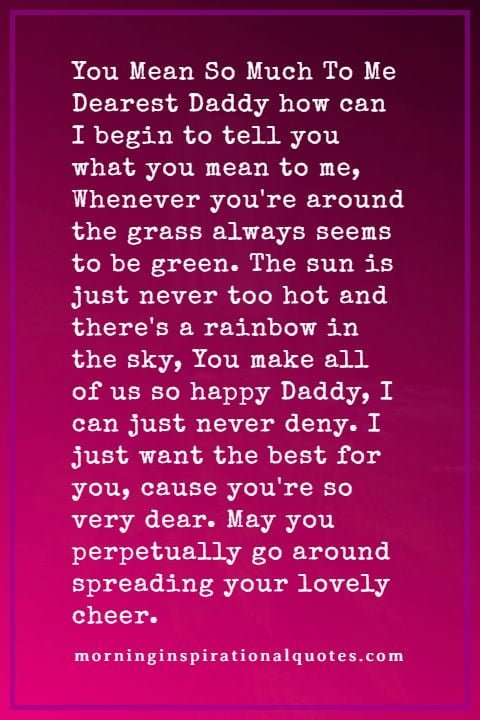 You Mean So Much To Me
Dearest Daddy how can
I begin to tell you
what you mean to me,
Whenever you're around
the grass always seems
to be green. The sun is
just never too hot and
there's a rainbow in
the sky, You make all
of us so happy Daddy, I
can just never deny. I
just want the best for
you, cause you're so
very dear. May you
perpetually go around
spreading your lovely
cheer.
morninginspirationalquotes.com